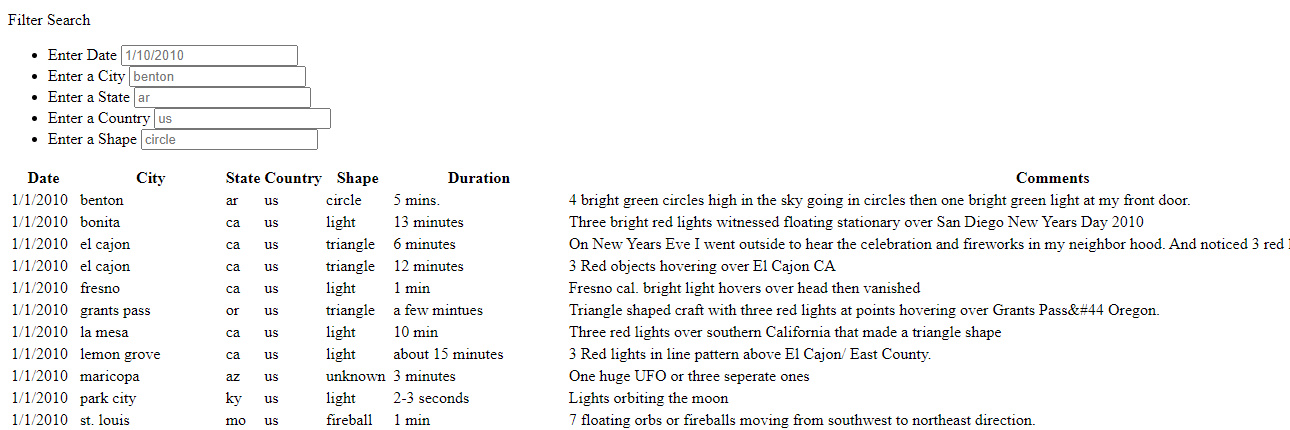 Filter Search
Enter Date 1/10/2010
Enter a City benton
Enter a State ar
Enter a Country us
Enter a Shape circle
Date City State Country Shape Duration Comments
1/1/2010 benton ar us circle 5 mins. 4 bright green circles high in the sky going in circles then one bright green light at my front door.
1/1/2010 bonita ca us light 13 minutes Three bright red lights witnessed floating stationary over San Diego New Years Day 2010
1/1/2010 el cajon ca us triangle 6 minutes On New Years Eve I went outside to hear the celebration and fireworks in my neighbor hood. And noticed 3 red
1/1/2010 el cajon ca us triangle 12 minutes 3 Red objects hovering over El Cajon CA
1/1/2010 fresno ca us light 1 min Fresno cal. bright light hovers over head then vanished
1/1/2010 grants pass or us triangle a few mintues Triangle shaped craft with three red lights at points hovering over Grants Pass&#44 Oregon.
1/1/2010 la mesa ca us light 10 min Three red lights over southern California that made a triangle shape
1/1/2010 lemon grove ca us light about 15 minutes 3 Red lights in line pattern above El Cajon/ East County.
1/1/2010 maricopa az us unknown 3 minutes One huge UFO or three seperate ones
1/1/2010 park city ky us light 2-3 seconds Lights orbiting the moon
1/1/2010 st. louis mo us fireball 1 min 7 floating orbs or fireballs moving from southwest to northeast direction.